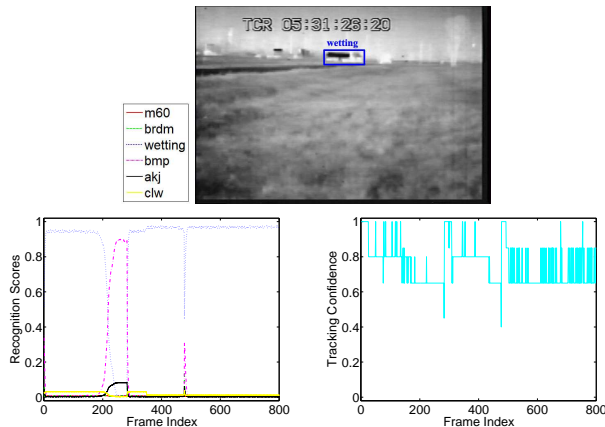 TCR 05:31:26:20
wetting
m60
brdm
wetting
bmp
akj
clw
Recognition Scores
1
0.8
0.6
0.4
0.2
0
0 200 400 600 800
Frame Index
Tracking Confidence
1
0.8
0.6
0.4
0.2
0
0 200 400 600 800
Frame Index